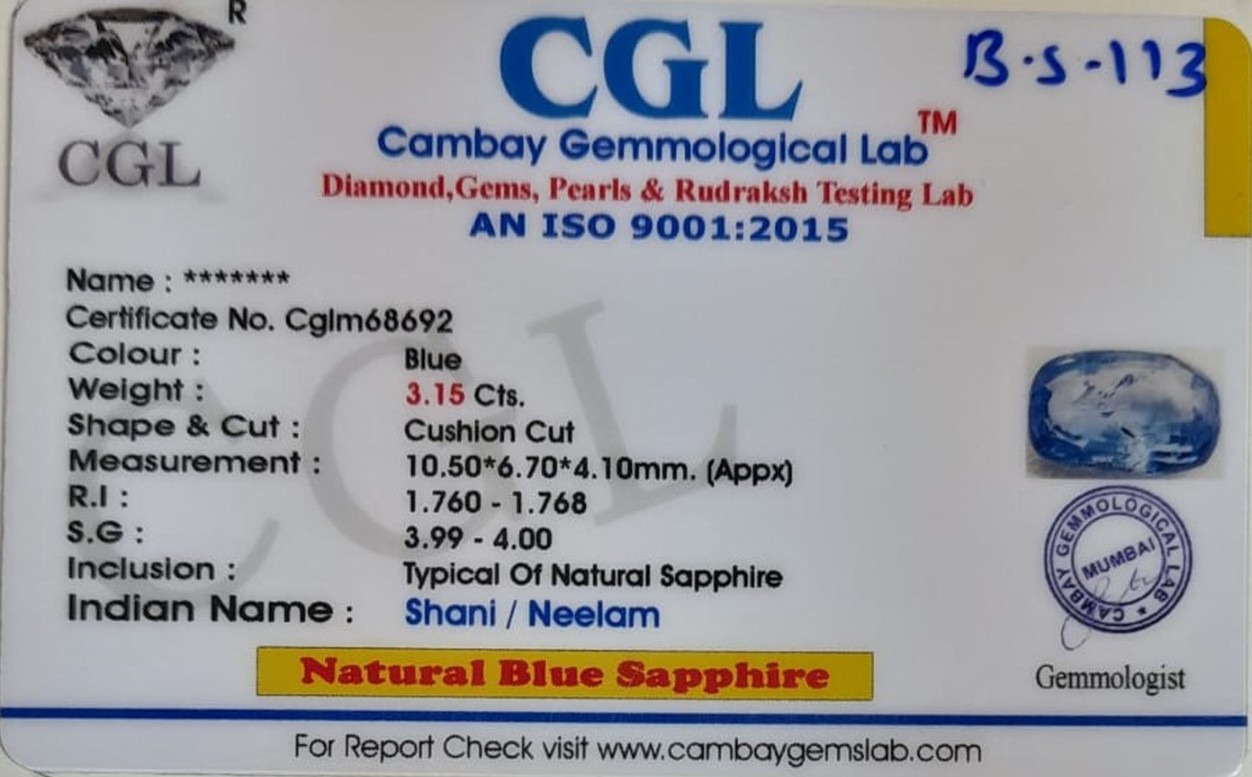 R
CGL
CGL
B.S-113
Cambay Gemmological Lab TM
Diamond,Gems, Pearls & Rudraksh Testing Lab
AN ISO 9001:2015
Name : *******
Certificate No. Cglm68692
Colour : Blue
Weight : 3.15 Cts.
Shape & Cut : Cushion Cut
Measurement : 10.50*6.70*4.10mm. (Appx)
R.I : 1.760 - 1.768
S.G : 3.99 - 4.00
Inclusion : Typical Of Natural Sapphire
Indian Name : Shani / Neelam
CGL
CAMBAY GEMMOLOGICAL LAB *
MUMBAI
Gemmologist
Natural Blue Sapphire
For Report Check visit www.cambaygemslab.com